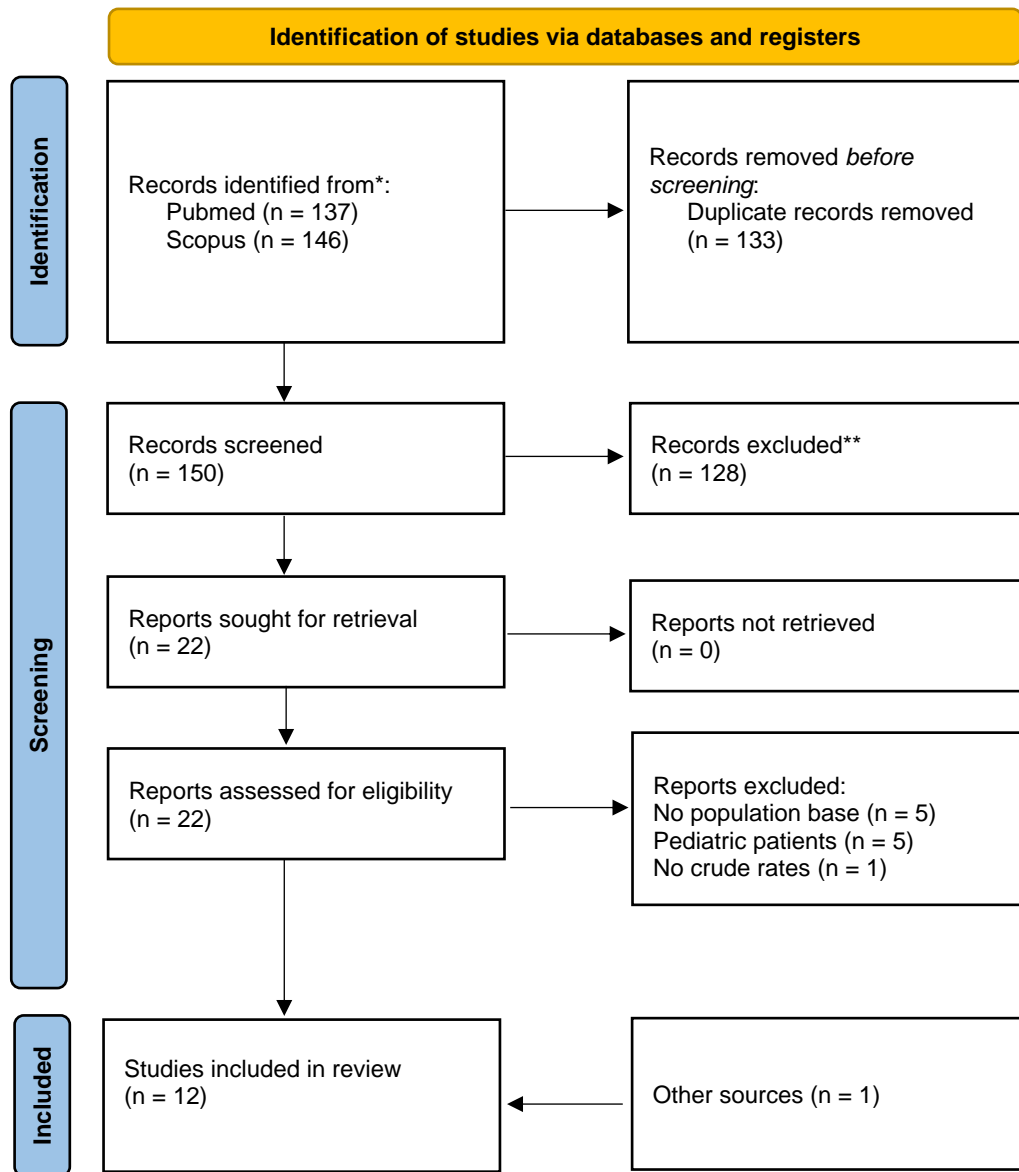 Identification of studies via databases and registers
Identification
Records identified from*:
Pubmed (n = 137)
Scopus (n = 146)
Records removed before
screening:
Duplicate records removed
(n = 133)
Screening
Records screened
(n = 150)
Records excluded**
(n = 128)
Reports sought for retrieval
(n = 22)
Reports not retrieved
(n = 0)
Reports assessed for eligibility
(n = 22)
Reports excluded:
No population base (n = 5)
Pediatric patients (n = 5)
No crude rates (n = 1)
Included
Studies included in review
(n = 12)
Other sources (n = 1)